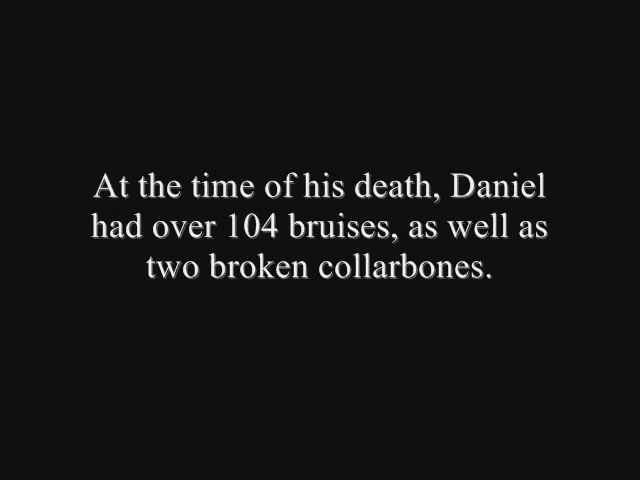 At the time of his death, Daniel
had over 104 bruises, as well as
two broken collarbones.